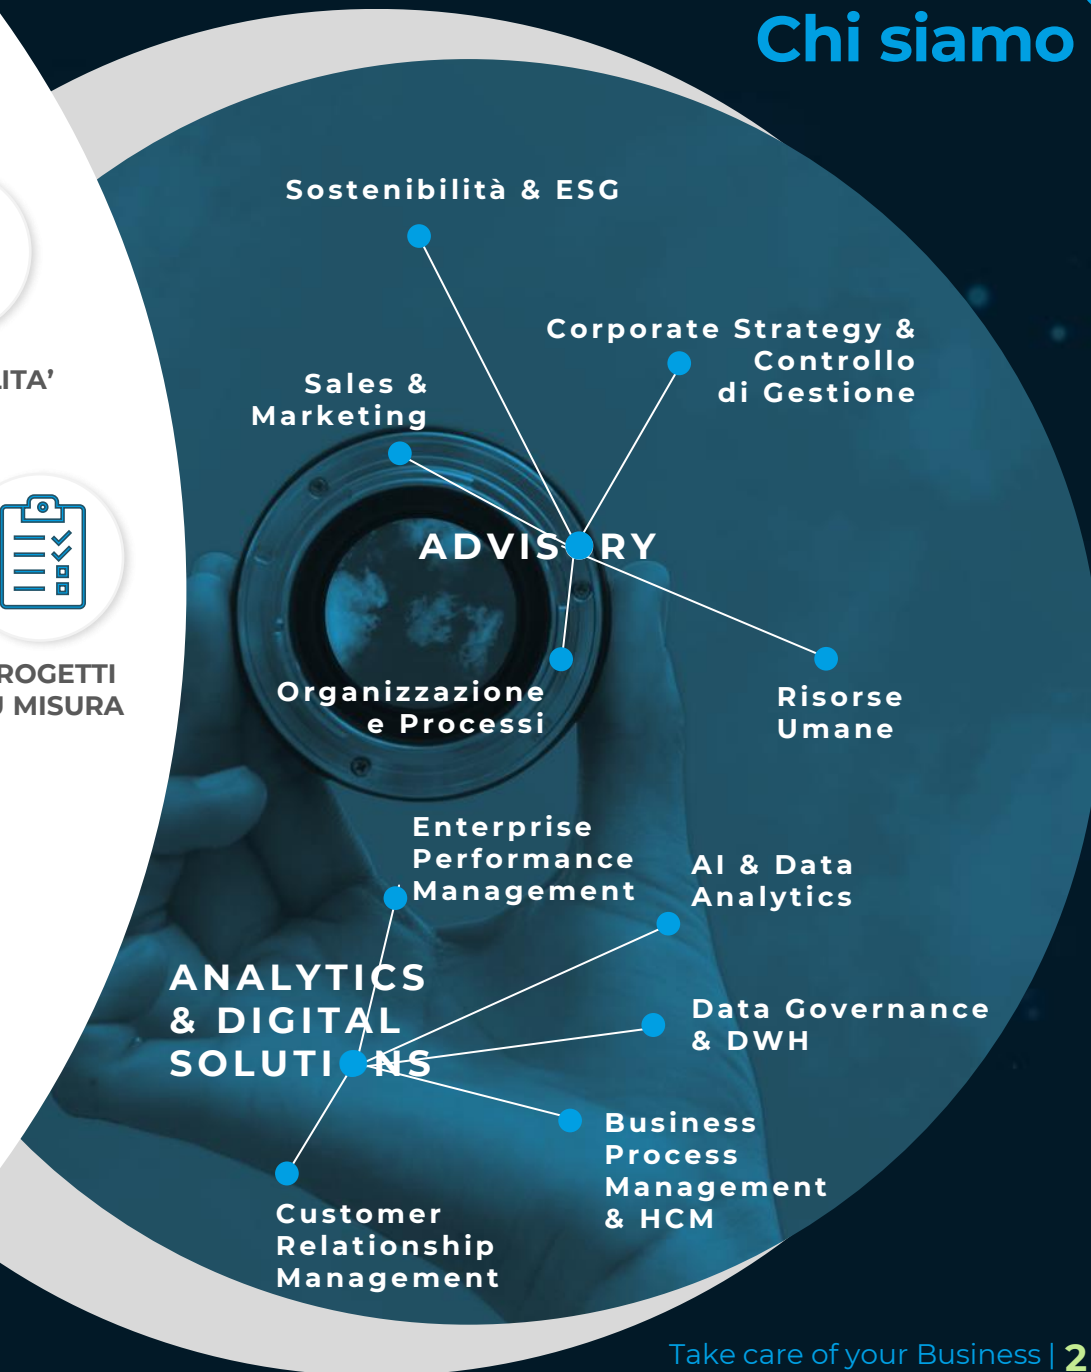 Chi siamo
Sostenibilità & ESG
Corporate Strategy &
Controllo
di Gestione
Sales &
Marketing
ADVISORY
Organizzazione
e Processi
Risorse
Umane
MISURA
Enterprise
Performance
Management
AI & Data
Analytics
ANALYTICS
& DIGITAL
SOLUTIONS
Data Governance
& DWH
Business
Process
Management
& HCM
Customer
Relationship
Management
Take care of your Business | 2